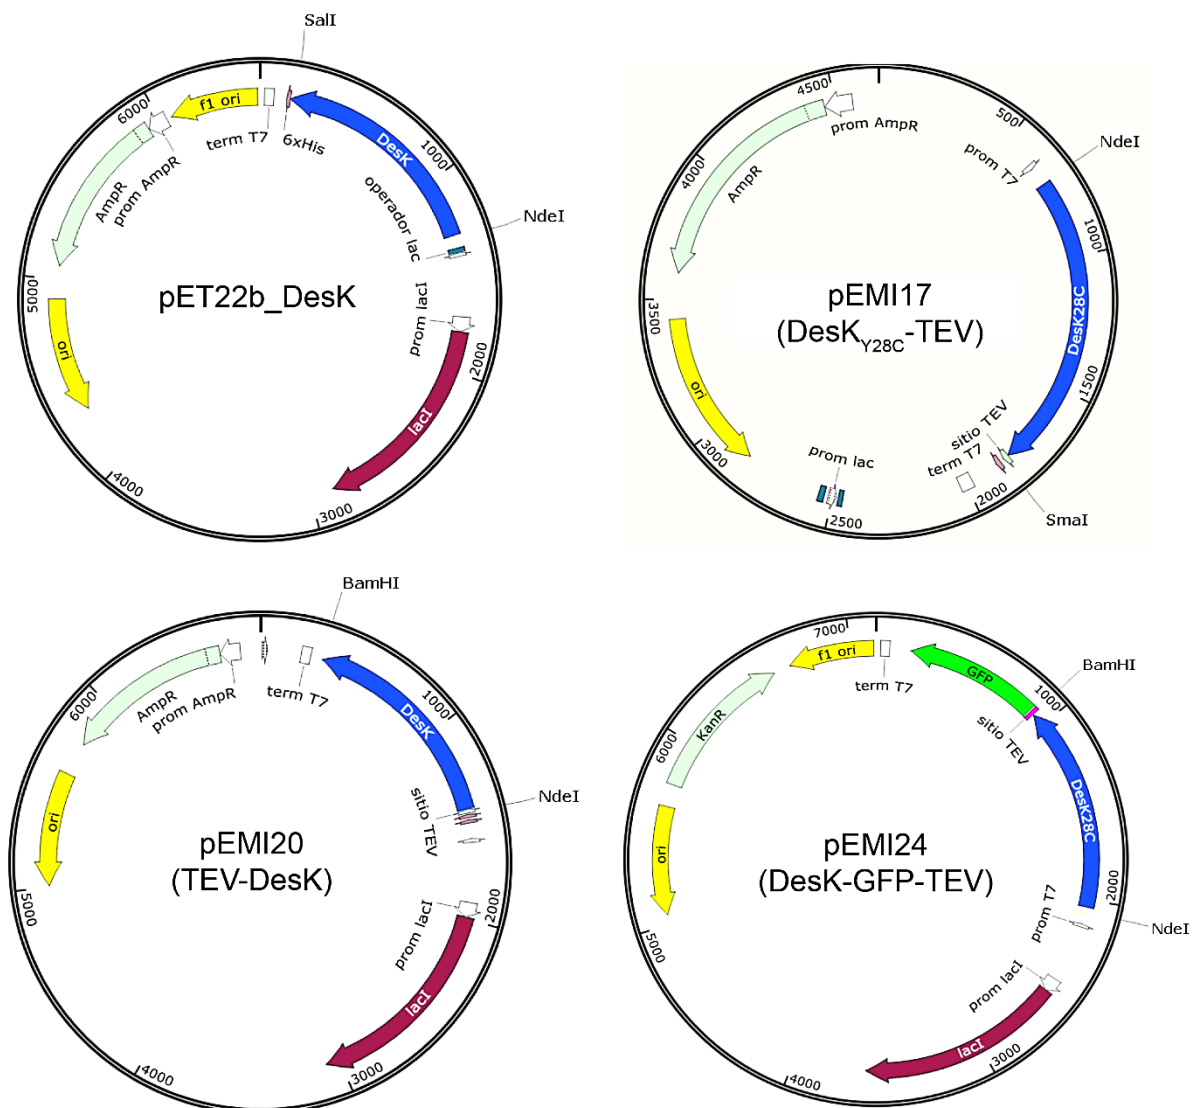 SalI
6000
f1 ori
term T7
6xHis
DesK
1000
AmpR
prom AmpR
operador lac
NdeI
5000
pET22b_DesK
prom lacI
ori
2000
lacI
4000
3000
4500
prom AmpR
500
NdeI
prom T7
4000
AmpR
1000
pEMI17
(DesKY28C-TEV)
DesK28C
3500
ori
1500
sitio TEV
3000
prom lac
term T7
2000
2500
SmaI
BamHI
6000
AmpR
prom AmpR
term T7
DesK
1000
NdeI
sitio TEV
ori
pEMI20
(TEV-DesK)
5000
prom lacI
2000
lacI
4000
3000
7000
f1 ori
term T7
GFP
1000
BamHI
sitio TEV
KanR
6000
DesK28C
ori
pEMI24
(DesK-GFP-TEV)
2000
prom T7
NdeI
5000
prom lacI
lacI
3000
4000